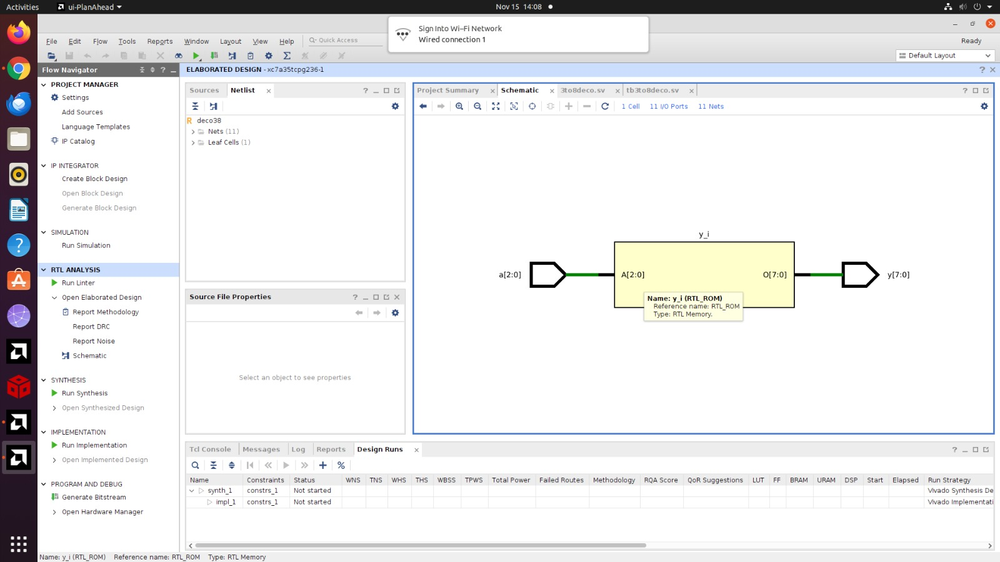 Activities
ui-PlanAhead
Nov 15 14:08
Sign Into Wi-Fi Network
Wired connection 1
File Edit Flow Tools Reports Window Layout View Help
Quick Access
Ready
Default Layout
Flow Navigator
ELABORATED DESIGN - xc7a35tcpg236-1
PROJECT MANAGER
Settings
Add Sources
Language Templates
IP Catalog
IP INTEGRATOR
Create Block Design
Open Block Design
Generate Block Design
SIMULATION
Run Simulation
RTL ANALYSIS
Run Linter
Open Elaborated Design
Report Methodology
Report DRC
Report Noise
Schematic
SYNTHESIS
Run Synthesis
Open Synthesized Design
IMPLEMENTATION
Run Implementation
Open Implemented Design
PROGRAM AND DEBUG
Generate Bitstream
Open Hardware Manager
Sources Netlist
R deco38
Nets (11)
Leaf Cells (1)
Source File Properties
Select an object to see properties
Project Summary Schematic 3to8deco.sv tb3to8deco.sv
1 Cell 11 I/O Ports 11 Nets
y_i
a[2:0] A[2:0] O[7:0] y[7:0]
Name: y_i (RTL_ROM)
Reference name: RTL_ROM
Type: RTL Memory.
Tcl Console Messages Log Reports Design Runs
Name Constraints Status WNS TNS WHS THS WBSS TPWS Total Power Failed Routes Methodology RQA Score QoR Suggestions LUT FF BRAM URAM DSP Start Elapsed Run Strategy
synth_1 constrs_1 Not started Vivado Synthesis De
impl_1 constrs_1 Not started Vivado Implementati
Name: y_i (RTL_ROM) Reference name: RTL_ROM Type: RTL Memory